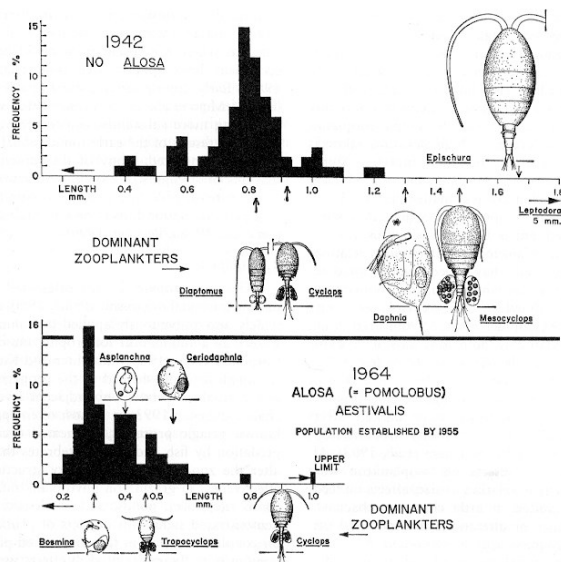 1942
NO ALOSA
FREQUENCY – %
15
10
5
0
LENGTH
mm.
0.4
0.6
0.8
1.0
1.2
1.4
1.6
1.8
Epischura
Leptodora
5 mm.
DOMINANT
ZOOPLANKTERS
Diaptomus
Cyclops
Daphnia
Mesocyclops
FREQUENCY – %
16
10
5
0
Asplanchna
Ceriodaphnia
1964
ALOSA (= POMOLOBUS)
AESTIVALIS
POPULATION ESTABLISHED BY 1955
UPPER
LIMIT
0.2
0.4
0.6
LENGTH
mm.
0.8
1.0
Bosmina
Tropocyclops
Cyclops
DOMINANT
ZOOPLANKTERS